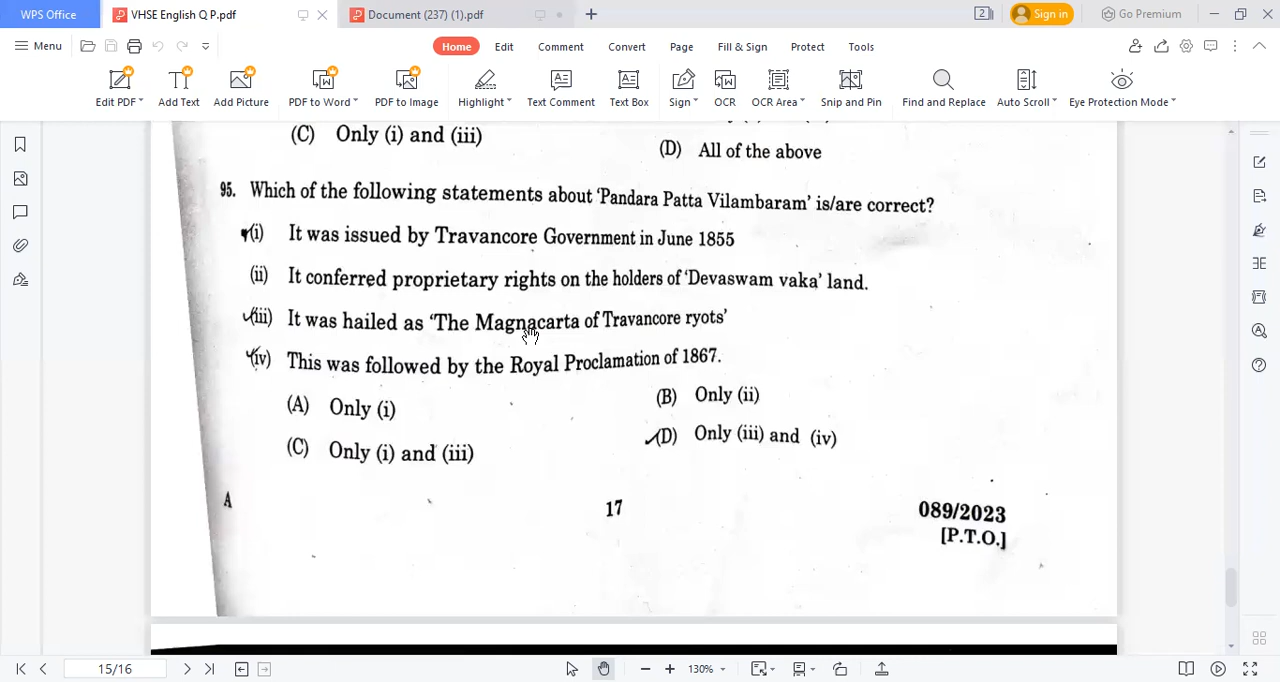 WPS Office
VHSE English Q P.pdf
Document (237) (1).pdf
2
Sign in
Go Premium
Menu
Home
Edit
Comment
Convert
Page
Fill & Sign
Protect
Tools
Edit PDF
Add Text
Add Picture
PDF to Word
PDF to Image
Highlight
Text Comment
Text Box
Sign
OCR
OCR Area
Snip and Pin
Find and Replace
Auto Scroll
Eye Protection Mode
(C) Only (i) and (iii)
(D) All of the above
95. Which of the following statements about 'Pandara Patta Vilambaram' is/are correct?
(i) It was issued by Travancore Government in June 1855
(ii) It conferred proprietary rights on the holders of 'Devaswam vaka' land.
(iii) It was hailed as 'The Magnacarta of Travancore ryots'
(iv) This was followed by the Royal Proclamation of 1867.
(A) Only (i)
(B) Only (ii)
(C) Only (i) and (iii)
(D) Only (iii) and (iv)
A
17
089/2023
[P.T.O.]
15/16
130%